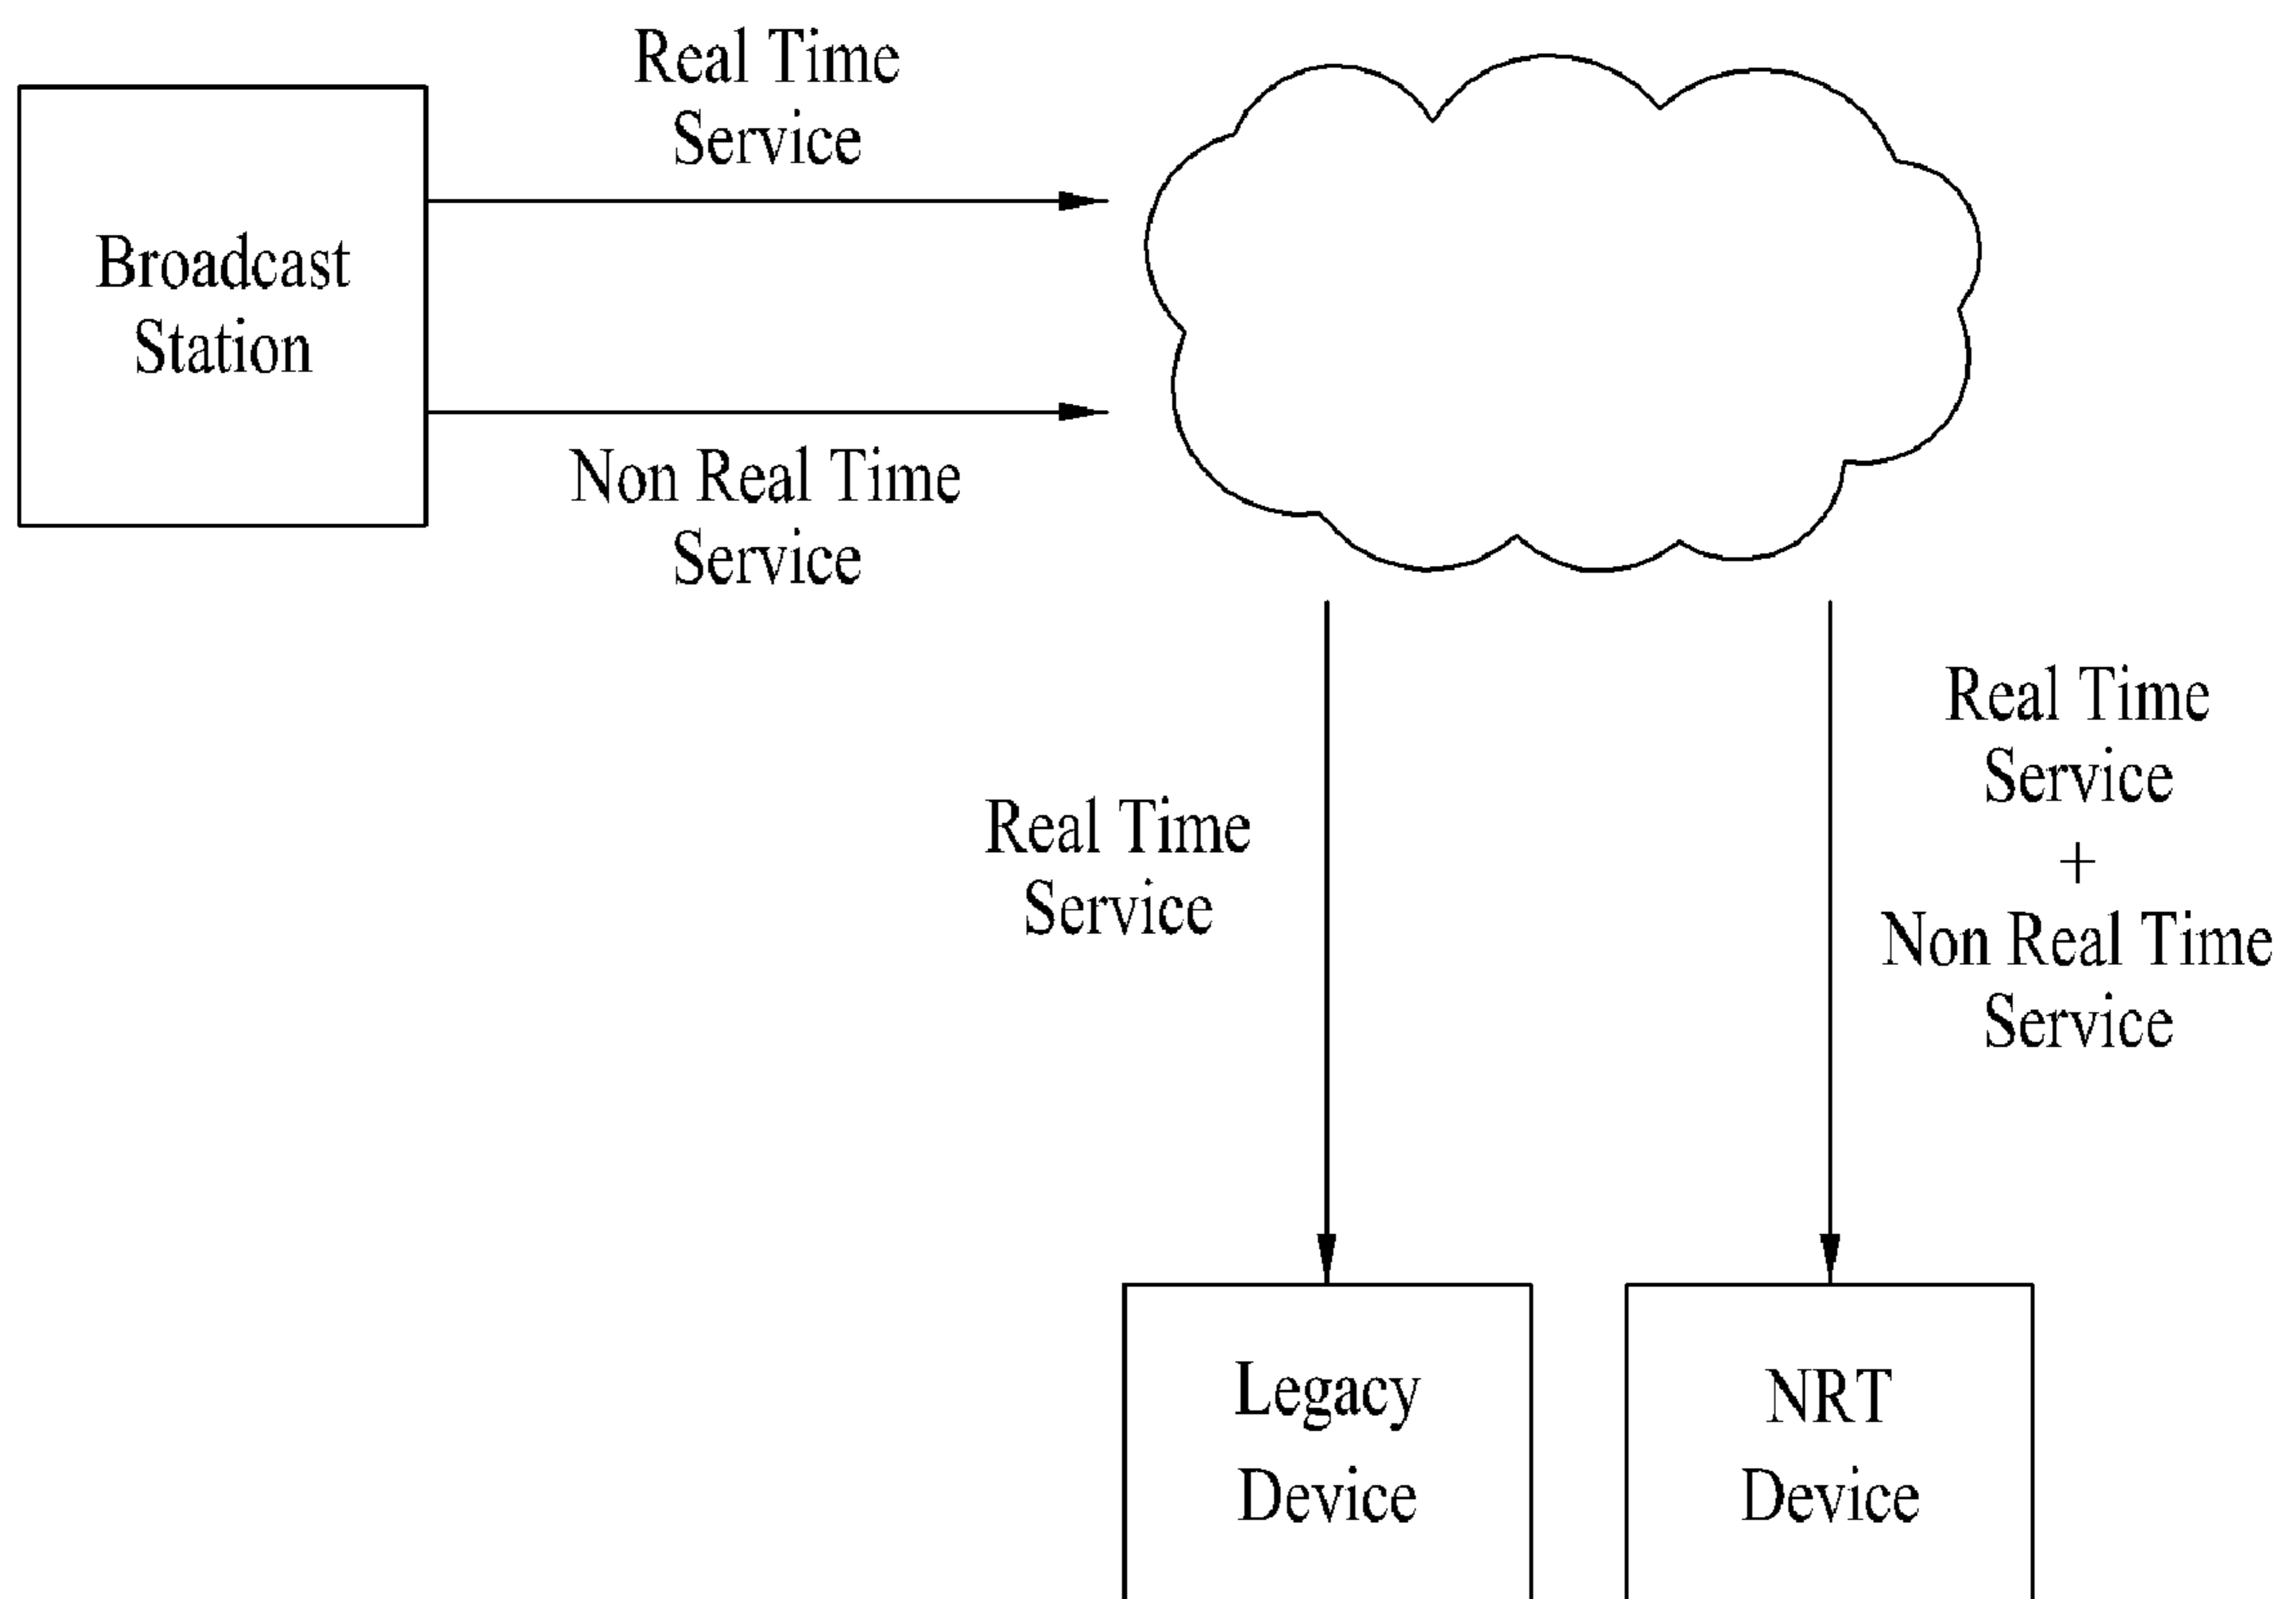 Real Time
Service
Broadcast
Station
Non Real Time
Service
Real Time
Service
Real Time
Service
+
Non Real Time
Service
Legacy
Device
NRT
Device